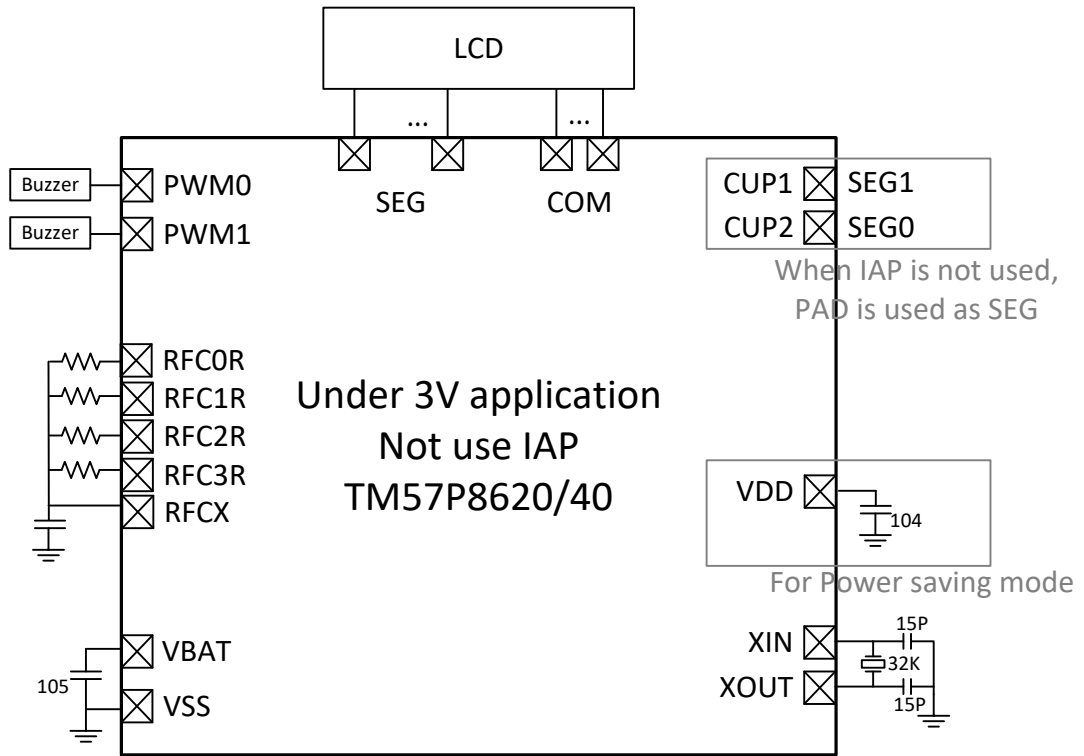 LCD
...
...
SEG
COM
Buzzer
PWM0
Buzzer
PWM1
CUP1
SEG1
CUP2
SEG0
When IAP is not used,
PAD is used as SEG
RFC0R
RFC1R
RFC2R
RFC3R
RFCX
Under 3V application
Not use IAP
TM57P8620/40
VDD
104
For Power saving mode
VBAT
105
VSS
XIN
XOUT
15P
32K
15P